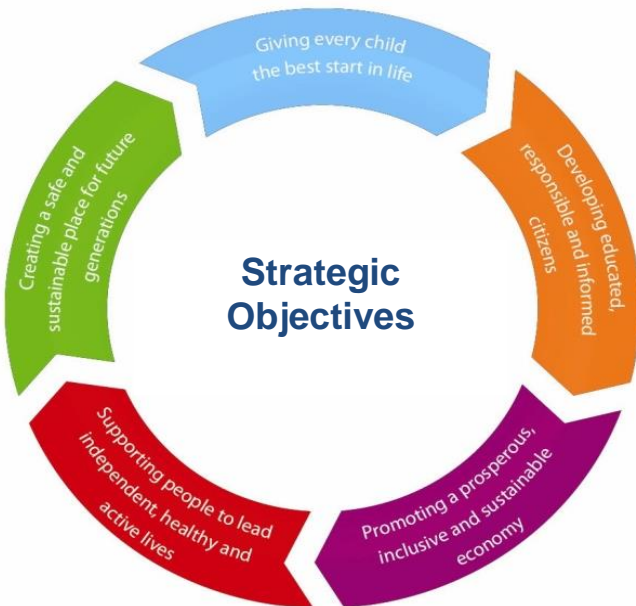 Giving every child
the best start in life
Developing educated,
responsible and informed
citizens
Promoting a prosperous,
inclusive and sustainable
economy
Supporting people to lead
independent, healthy and
active lives
Creating a safe and
sustainable place for future
generations
Strategic
Objectives